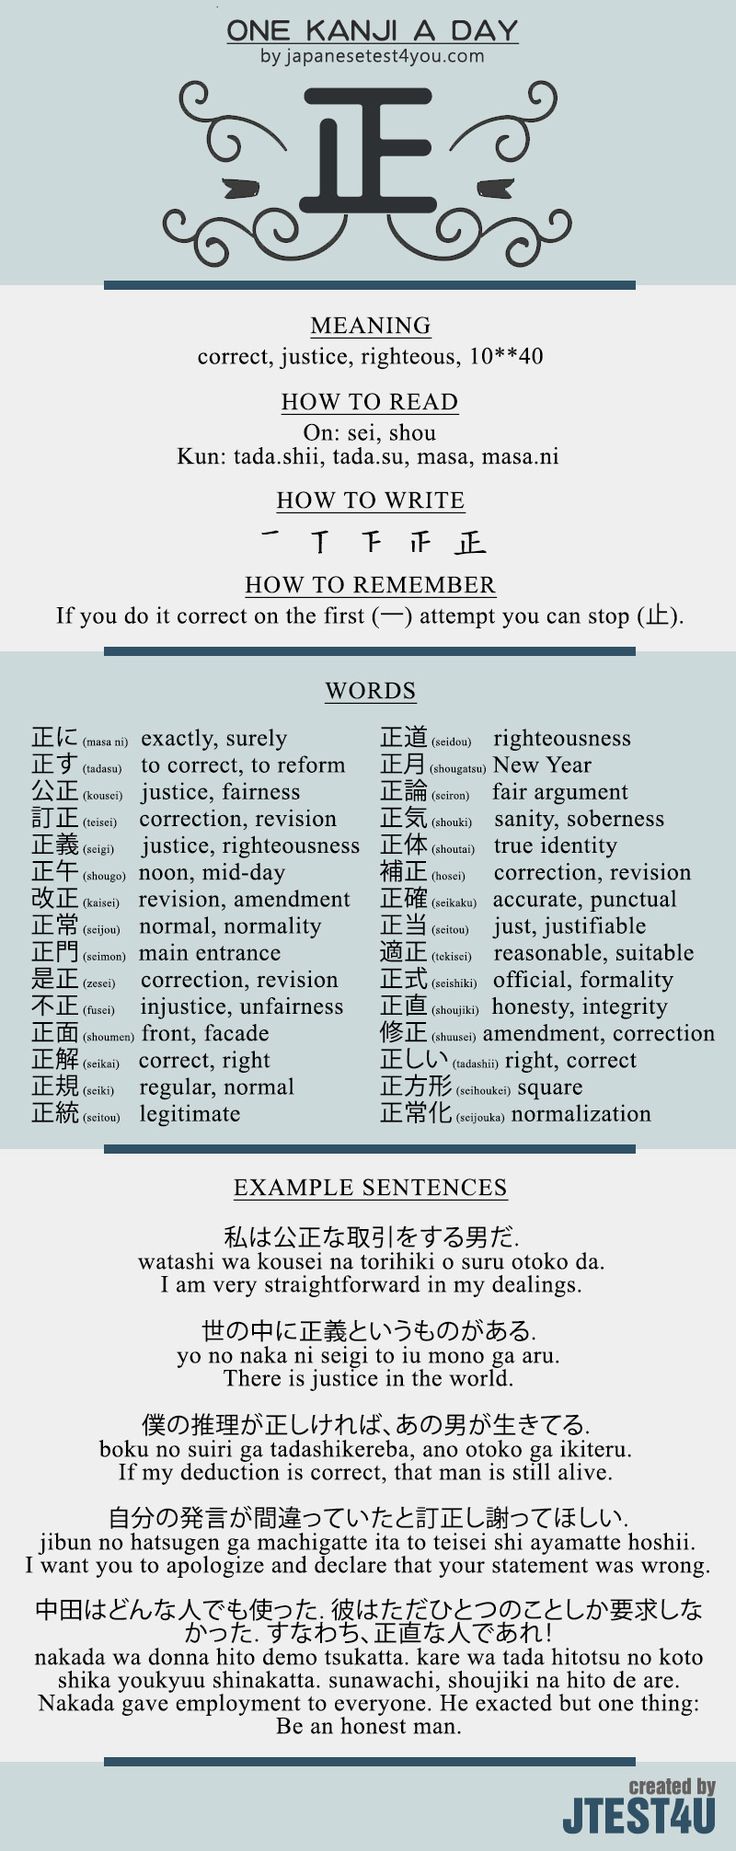 ONE KANJI A DAY
by japanesetest4you.com
正
MEANING
correct, justice, righteous, 10**40
HOW TO READ
On: sei, shou
Kun: tada.shii, tada.su, masa, masa.ni
HOW TO WRITE
一 丅 下 正 正
HOW TO REMEMBER
If you do it correct on the first (一) attempt you can stop (止).
WORDS
正に (masa ni) exactly, surely
正す (tadasu) to correct, to reform
公正 (kousei) justice, fairness
訂正 (teisei) correction, revision
正義 (seigi) justice, righteousness
正午 (shougo) noon, mid-day
改正 (kaisei) revision, amendment
正常 (seijou) normal, normality
正門 (seimon) main entrance
是正 (zesei) correction, revision
不正 (fusei) injustice, unfairness
正面 (shoumen) front, facade
正解 (seikai) correct, right
正規 (seiki) regular, normal
正統 (seitou) legitimate
正道 (seidou) righteousness
正月 (shougatsu) New Year
正論 (seiron) fair argument
正気 (shouki) sanity, soberness
正体 (shoutai) true identity
補正 (hosei) correction, revision
正確 (seikaku) accurate, punctual
正当 (seitou) just, justifiable
適正 (tekisei) reasonable, suitable
正式 (seishiki) official, formality
正直 (shoujiki) honesty, integrity
修正 (shuusei) amendment, correction
正しい (tadashii) right, correct
正方形 (seihoukei) square
正常化 (seijouka) normalization
EXAMPLE SENTENCES
私は公正な取引をする男だ.
watashi wa kousei na torihiki o suru otoko da.
I am very straightforward in my dealings.
世の中に正義というものがある.
yo no naka ni seigi to iu mono ga aru.
There is justice in the world.
僕の推理が正しければ、あの男が生きてる.
boku no suiri ga tadashikereba, ano otoko ga ikiteru.
If my deduction is correct, that man is still alive.
自分の発言が間違っていたと訂正し謝ってほしい.
jibun no hatsugen ga machigatte ita to teisei shi ayamatte hoshii.
I want you to apologize and declare that your statement was wrong.
中田はどんな人でも使った. 彼はただひとつのことしか要求しな
かった. すなわち、正直な人であれ!
nakada wa donna hito demo tsukatta. kare wa tada hitotsu no koto
shika youkyuu shinakatta. sunawachi, shoujiki na hito de are.
Nakada gave employment to everyone. He exacted but one thing:
Be an honest man.
created by
JTEST4U